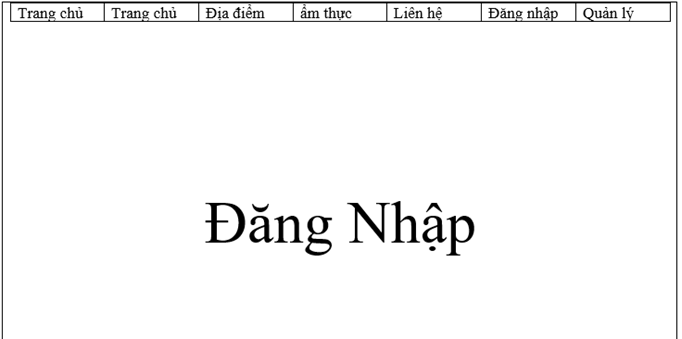 Trang chủ Trang chủ Địa điểm ẩm thực Liên hệ Đăng nhập Quản lý
Đăng Nhập